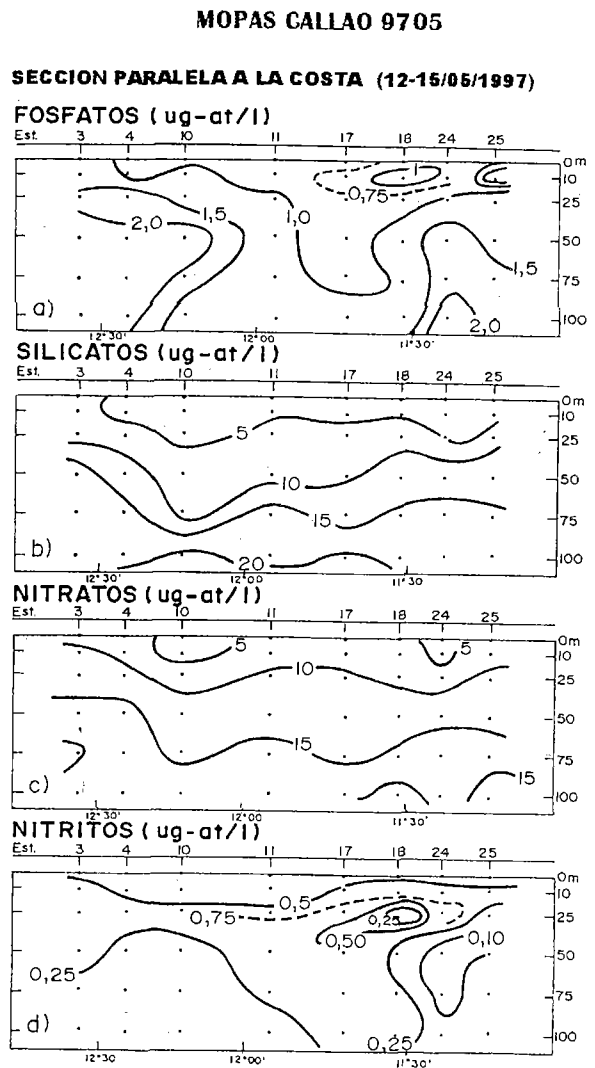 MOPAS CALLAO 9705
SECCION PARALELA A LA COSTA (12-15/05/1997)
FOSFATOS (ug-at/l)
Est. 3 4 10 11 17 18 24 25
0m
10
25
50
75
100
1
0,75
1,5
1,0
2,0
1,5
2,0
a)
12°30' 12°00 11°30'
SILICATOS (ug-at/l)
Est. 3 4 10 11 17 18 24 25
0m
10
25
50
75
100
5
10
15
20
b)
12°30' 12°00 11°30'
NITRATOS (ug-at/l)
Est. 3 4 10 11 17 18 24 25
0m
10
25
50
75
100
5
5
10
15
15
c)
12°30' 12°00 11°30'
NITRITOS (ug-at/l)
Est. 3 4 10 11 17 18 24 25
0m
10
25
50
75
100
0,5
0,75
0,25
0,50
0,10
0,25
0,25
d)
12°30 12°00' 11°30'